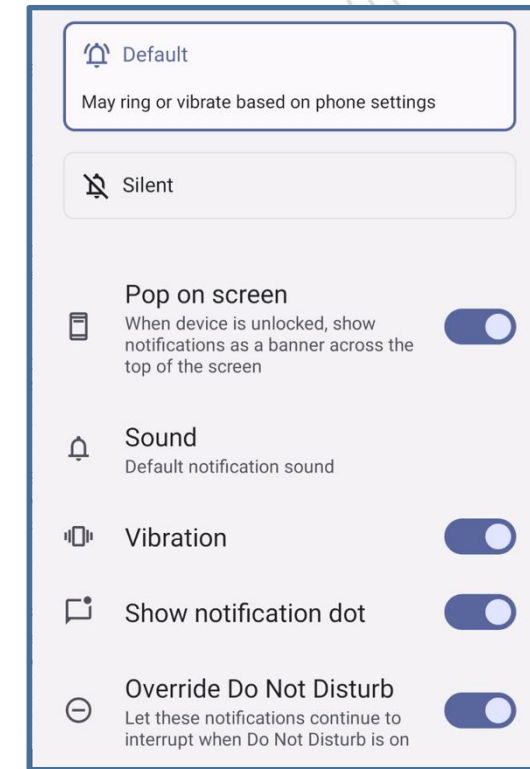 Default
May ring or vibrate based on phone settings
Silent
Pop on screen
When device is unlocked, show
notifications as a banner across the
top of the screen
Sound
Default notification sound
Vibration
Show notification dot
Override Do Not Disturb
Let these notifications continue to
interrupt when Do Not Disturb is on